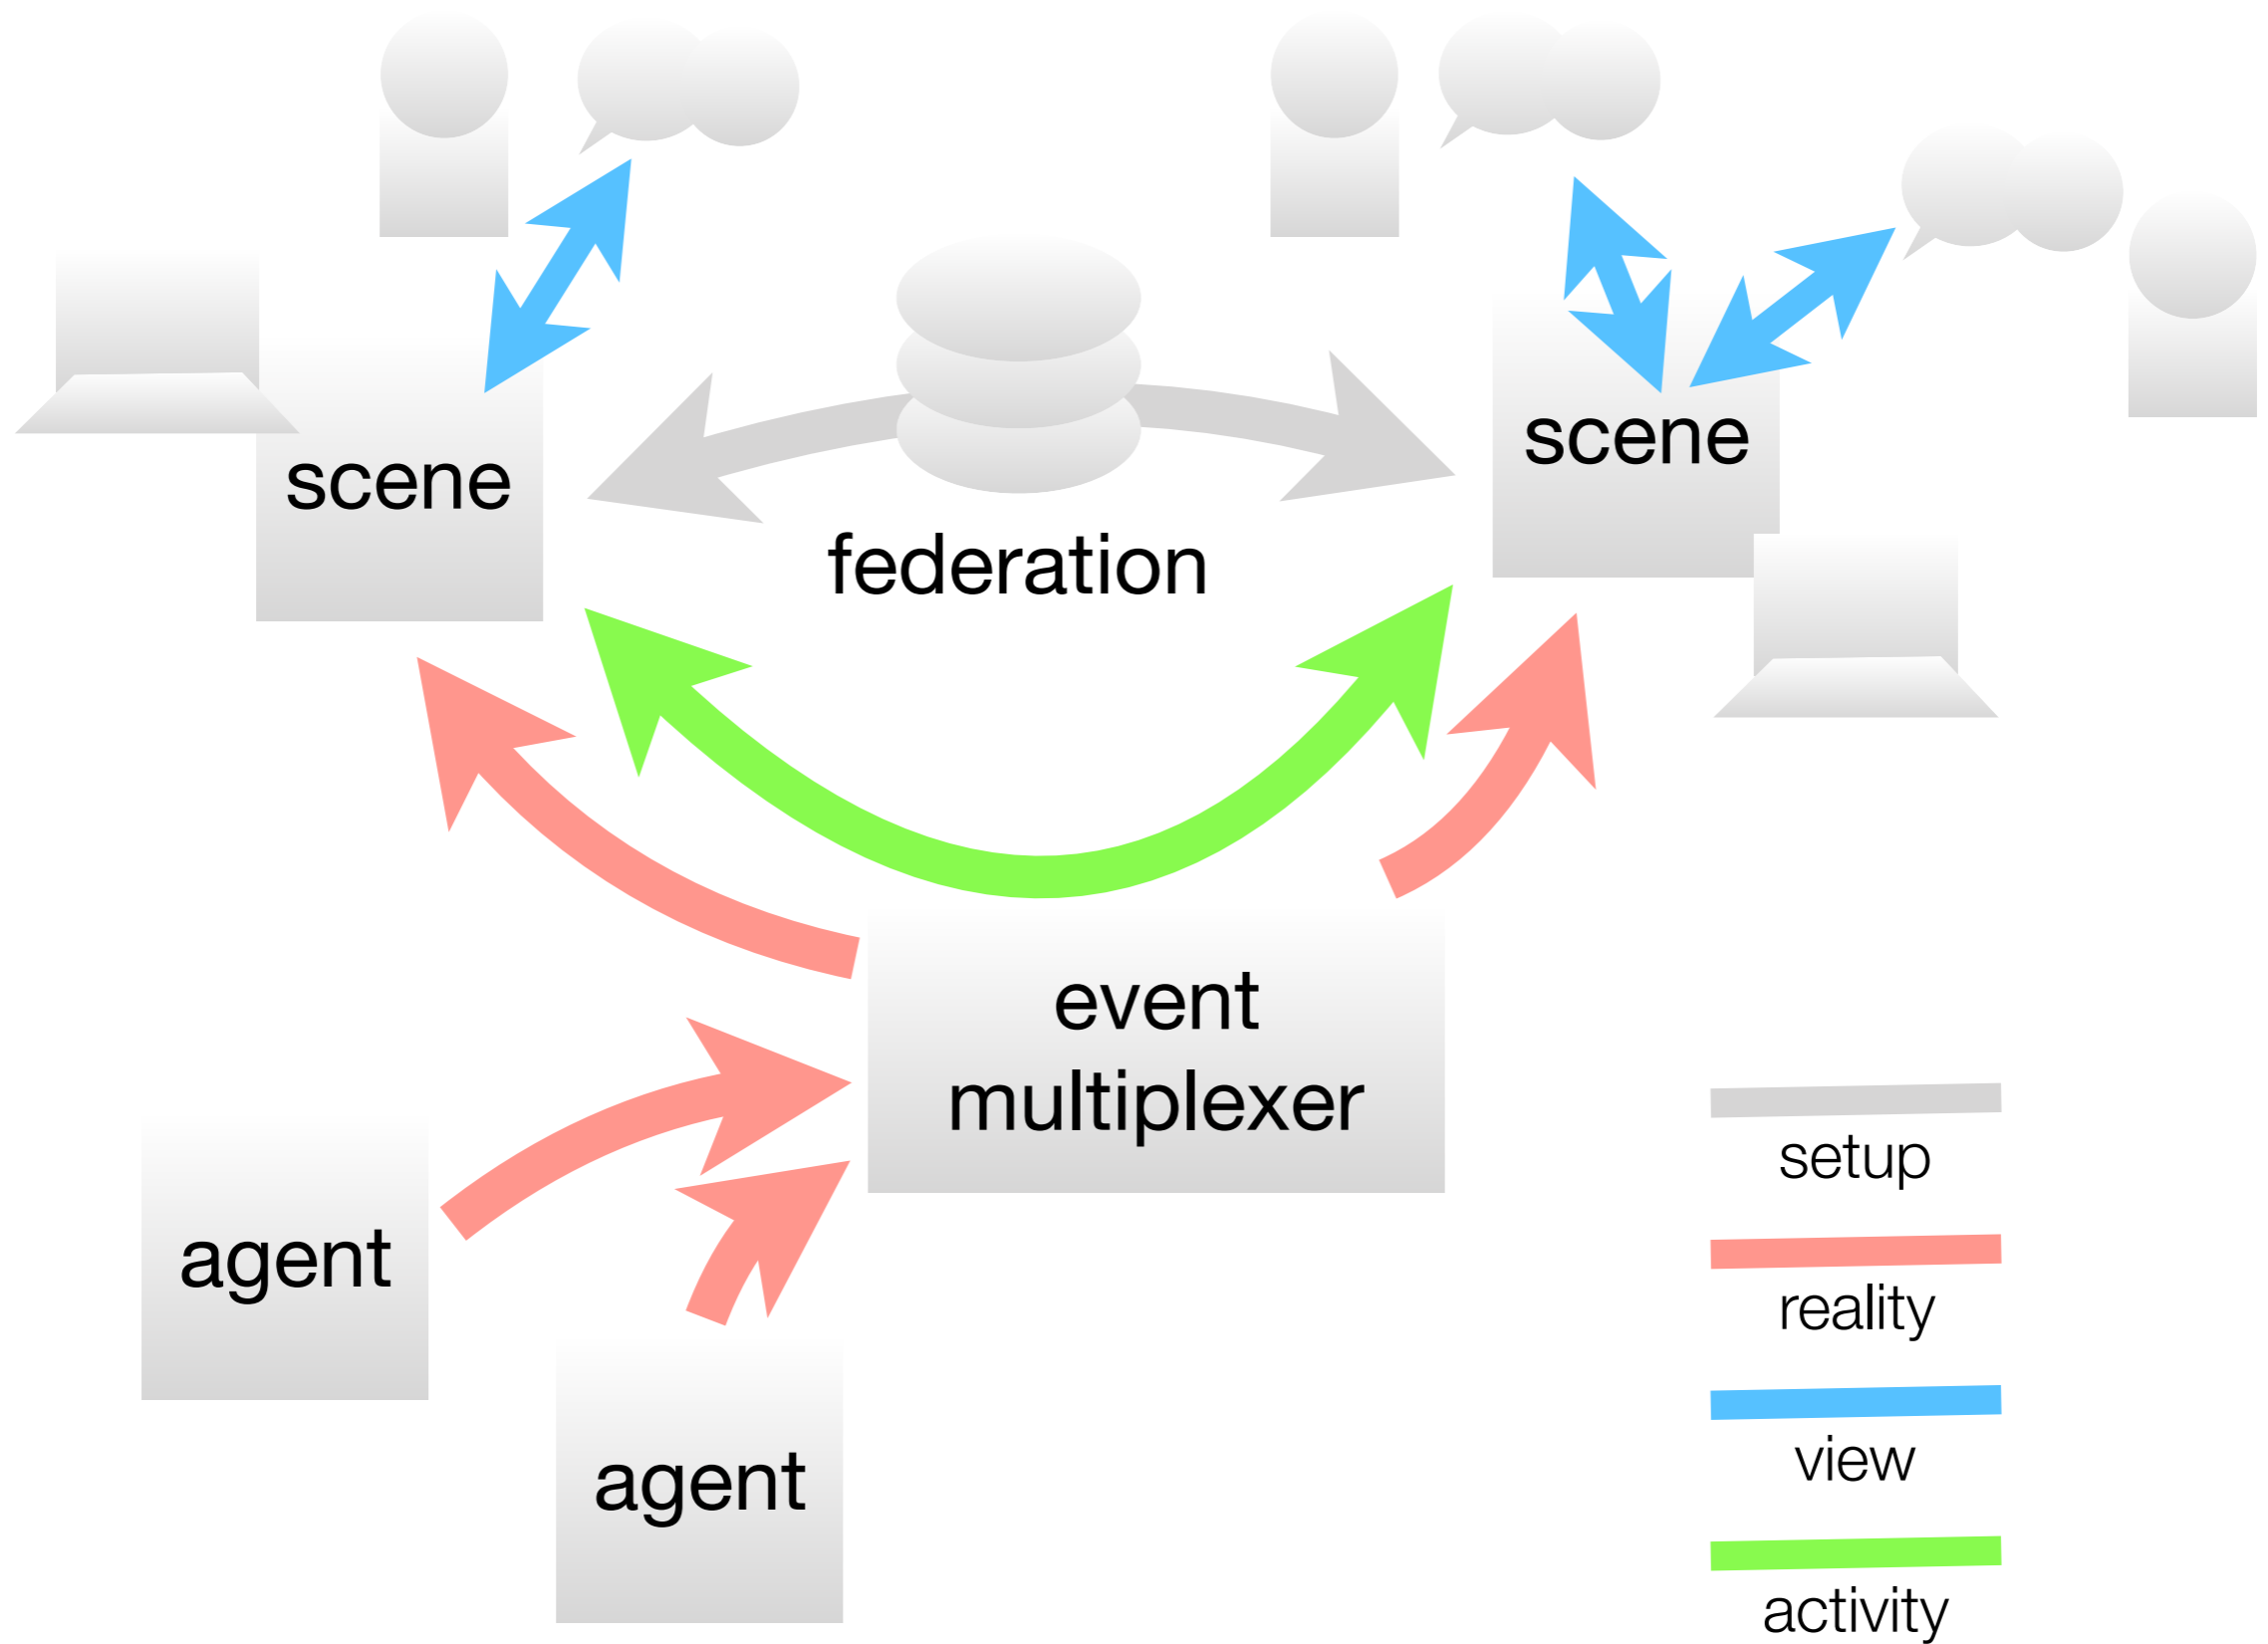 scene
scene
federation
event
multiplexer
agent
agent
setup
reality
view
activity